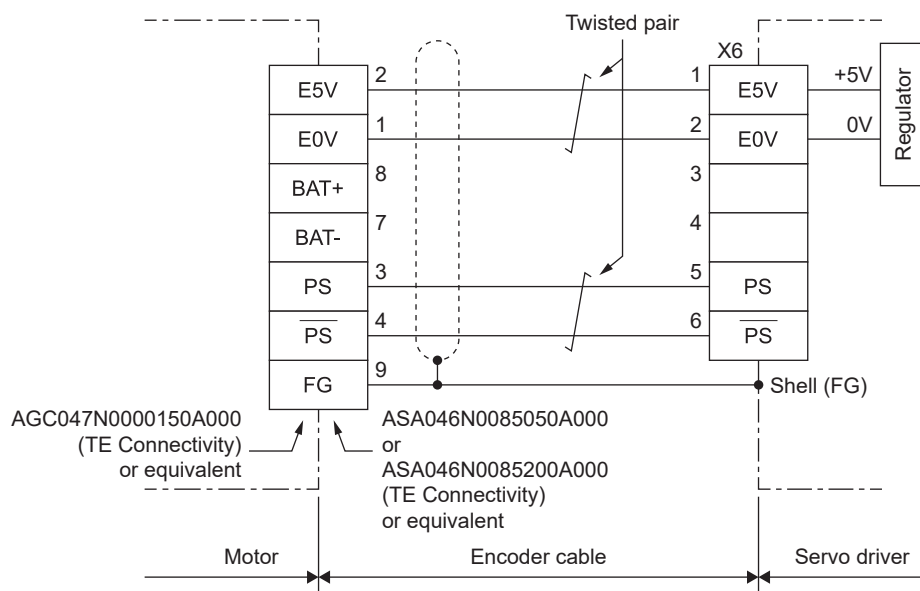 Twisted pair
X6
E5V 2 1 E5V +5V
E0V 1 2 E0V 0V
Regulator
BAT+ 8 3
BAT- 7 4
PS 3 5 PS
P̅S̅ 4 6 P̅S̅
FG 9 Shell (FG)
AGC047N0000150A000
(TE Connectivity)
or equivalent
ASA046N0085050A000
or
ASA046N0085200A000
(TE Connectivity)
or equivalent
Motor Encoder cable Servo driver